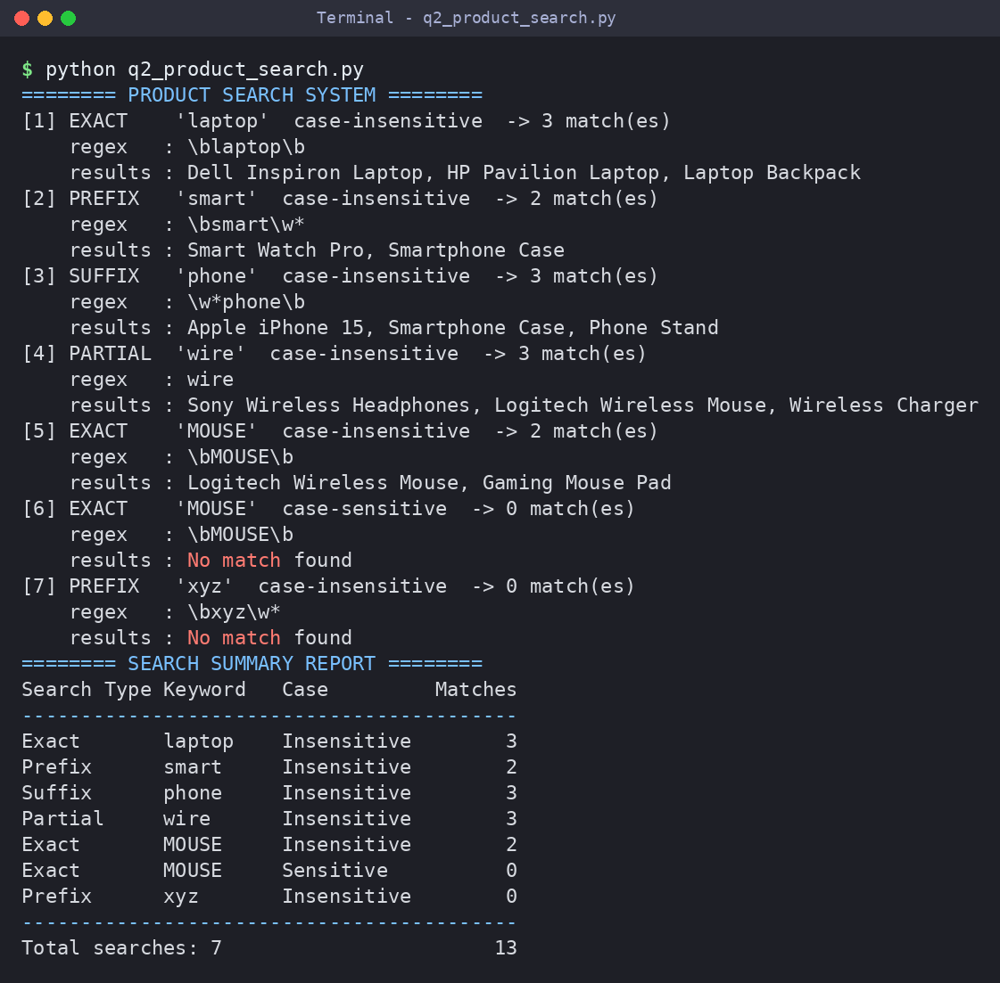 Terminal - q2_product_search.py
$ python q2_product_search.py
======== PRODUCT SEARCH SYSTEM ========
[1] EXACT    'laptop'  case-insensitive  -> 3 match(es)
    regex   : \blaptop\b
    results : Dell Inspiron Laptop, HP Pavilion Laptop, Laptop Backpack
[2] PREFIX   'smart'  case-insensitive  -> 2 match(es)
    regex   : \bsmart\w*
    results : Smart Watch Pro, Smartphone Case
[3] SUFFIX   'phone'  case-insensitive  -> 3 match(es)
    regex   : \w*phone\b
    results : Apple iPhone 15, Smartphone Case, Phone Stand
[4] PARTIAL  'wire'  case-insensitive  -> 3 match(es)
    regex   : wire
    results : Sony Wireless Headphones, Logitech Wireless Mouse, Wireless Charger
[5] EXACT    'MOUSE'  case-insensitive  -> 2 match(es)
    regex   : \bMOUSE\b
    results : Logitech Wireless Mouse, Gaming Mouse Pad
[6] EXACT    'MOUSE'  case-sensitive  -> 0 match(es)
    regex   : \bMOUSE\b
    results : No match found
[7] PREFIX   'xyz'  case-insensitive  -> 0 match(es)
    regex   : \bxyz\w*
    results : No match found
======== SEARCH SUMMARY REPORT ========
Search Type Keyword   Case         Matches
------------------------------------------
Exact       laptop    Insensitive        3
Prefix      smart     Insensitive        2
Suffix      phone     Insensitive        3
Partial     wire      Insensitive        3
Exact       MOUSE     Insensitive        2
Exact       MOUSE     Sensitive          0
Prefix      xyz       Insensitive        0
------------------------------------------
Total searches: 7                       13